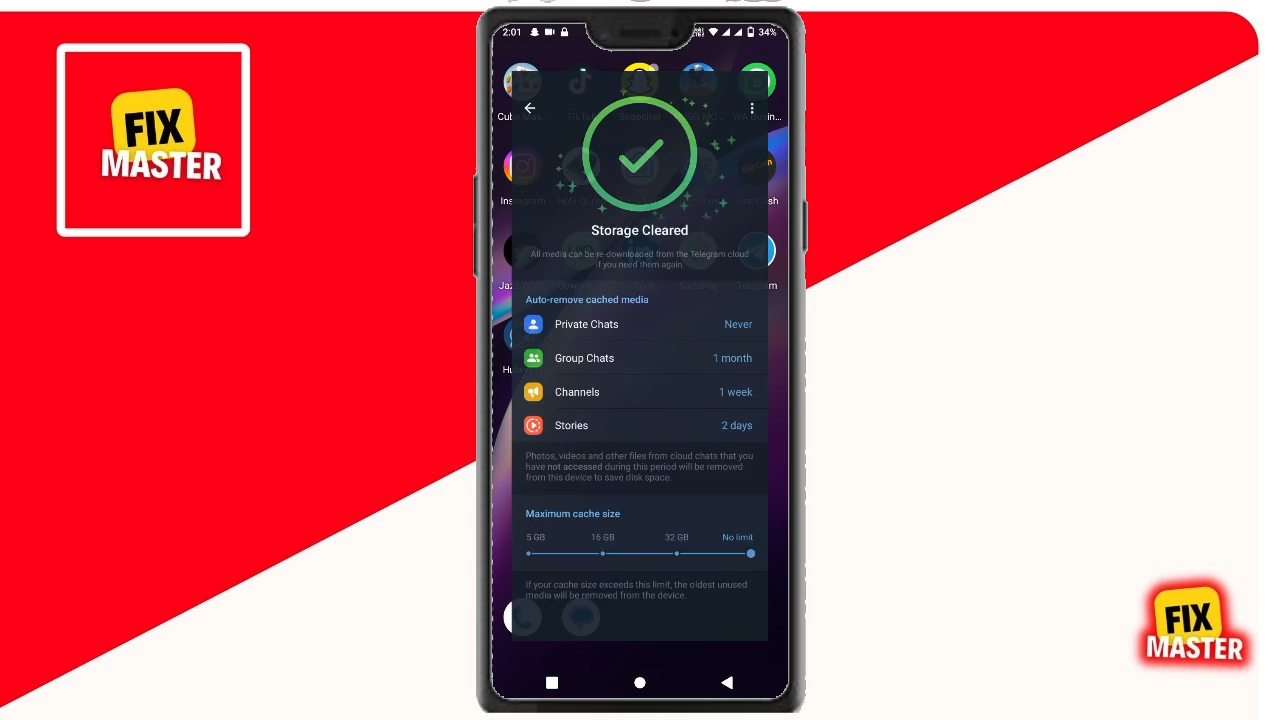 FIX
MASTER
2:01
34%
TikTok
Snapchat
Storage Cleared
All media can be re-downloaded from the Telegram cloud
if you need them again.
Auto-remove cached media
Private Chats Never
Group Chats 1 month
Channels 1 week
Stories 2 days
Photos, videos and other files from cloud chats that you
have not accessed during this period will be removed
from this device to save disk space.
Maximum cache size
5 GB 16 GB 32 GB No limit
If your cache size exceeds this limit, the oldest unused
media will be removed from the device.
FIX
MASTER